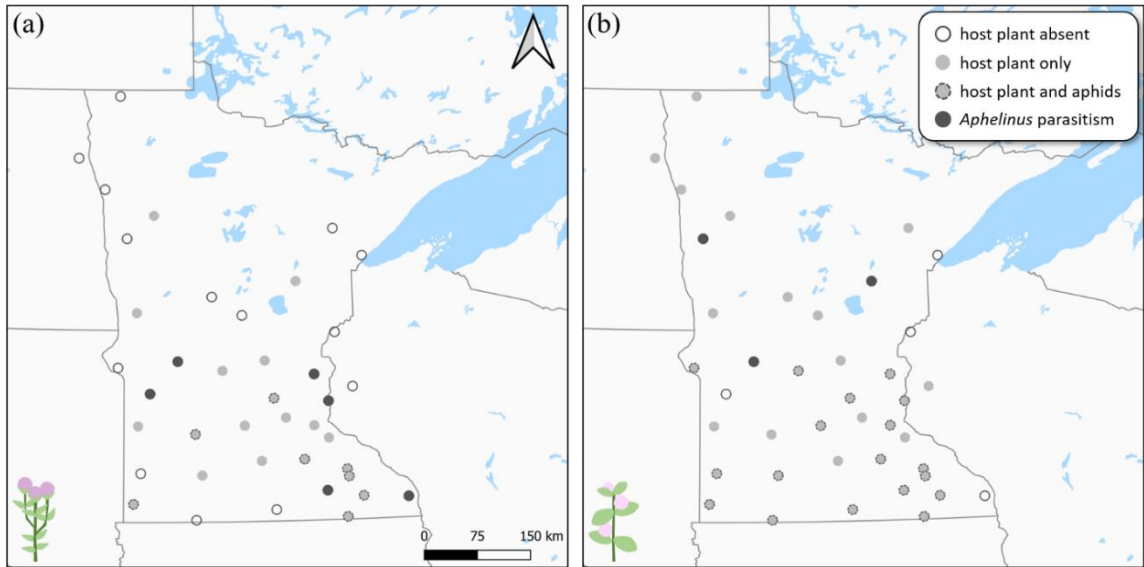 (a)
(b)
host plant absent
host plant only
host plant and aphids
Aphelinus parasitism
0 75 150 km